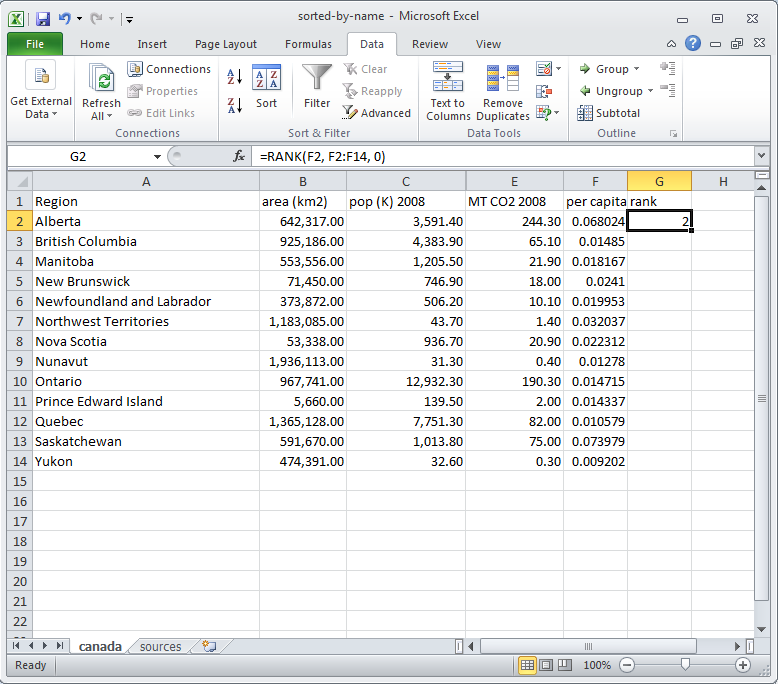 sorted-by-name - Microsoft Excel
File Home Insert Page Layout Formulas Data Review View
Get External Data
Refresh All
Connections
Properties
Edit Links
Connections
Sort
Filter
Clear
Reapply
Advanced
Sort & Filter
Text to Columns
Remove Duplicates
Data Tools
Group
Ungroup
Subtotal
Outline
G2 fx =RANK(F2, F2:F14, 0)
A B C E F G H
1 Region area (km2) pop (K) 2008 MT CO2 2008 per capita rank
2 Alberta 642,317.00 3,591.40 244.30 0.068024 2
3 British Columbia 925,186.00 4,383.90 65.10 0.01485
4 Manitoba 553,556.00 1,205.50 21.90 0.018167
5 New Brunswick 71,450.00 746.90 18.00 0.0241
6 Newfoundland and Labrador 373,872.00 506.20 10.10 0.019953
7 Northwest Territories 1,183,085.00 43.70 1.40 0.032037
8 Nova Scotia 53,338.00 936.70 20.90 0.022312
9 Nunavut 1,936,113.00 31.30 0.40 0.01278
10 Ontario 967,741.00 12,932.30 190.30 0.014715
11 Prince Edward Island 5,660.00 139.50 2.00 0.014337
12 Quebec 1,365,128.00 7,751.30 82.00 0.010579
13 Saskatchewan 591,670.00 1,013.80 75.00 0.073979
14 Yukon 474,391.00 32.60 0.30 0.009202
15
16
17
18
19
20
21
22
canada sources
Ready 100%